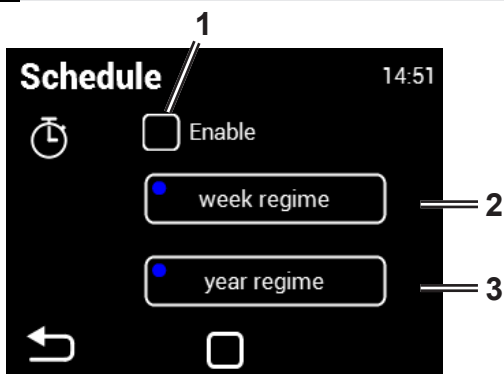 1
Schedule 14:51
Enable
week regime 2
year regime 3